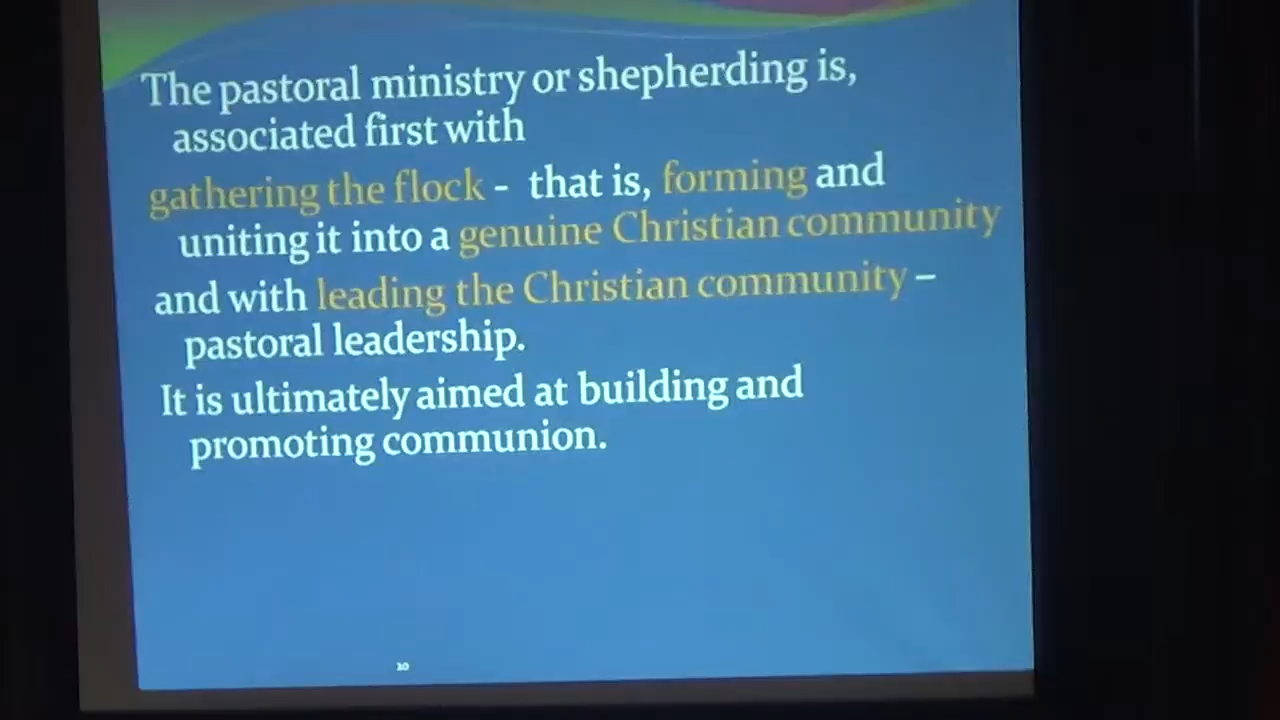 The pastoral ministry or shepherding is,
associated first with
gathering the flock - that is, forming and
uniting it into a genuine Christian community
and with leading the Christian community –
pastoral leadership.
It is ultimately aimed at building and
promoting communion.
20